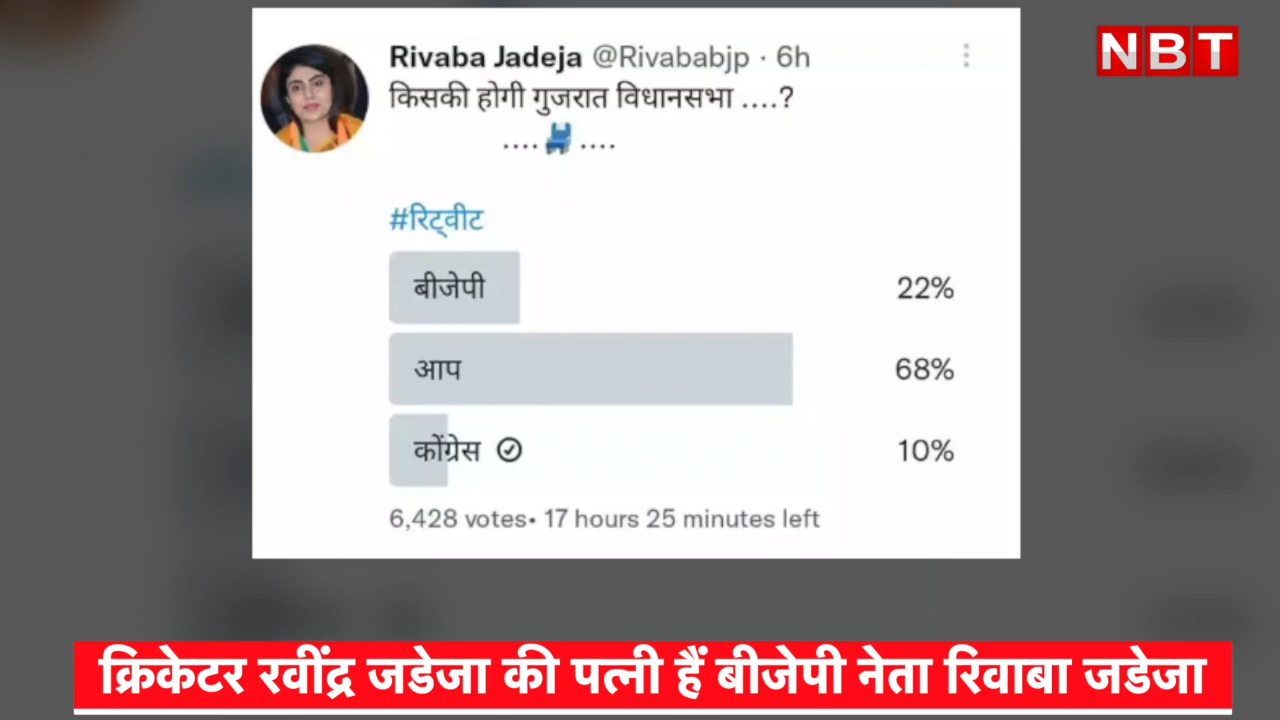 NBT
Rivaba Jadeja @Rivababjp · 6h
किसकी होगी गुजरात विधानसभा ....?
.... ....
#रिट्वीट
बीजेपी 22%
आप 68%
कोंग्रेस 10%
6,428 votes• 17 hours 25 minutes left
क्रिकेटर रवींद्र जडेजा की पत्नी हैं बीजेपी नेता रिवाबा जडेजा